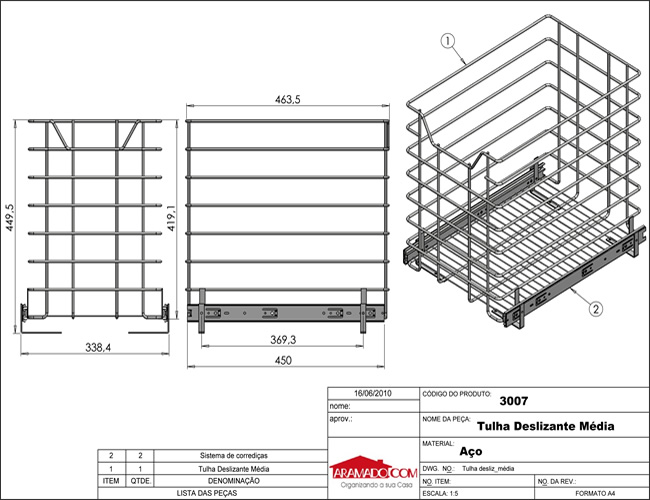 1
463,5
449,5
419,1
2
338,4
369,3
450
16/06/2010
CÓDIGO DO PRODUTO: 3007
nome:
aprov.:
NOME DA PEÇA: Tulha Deslizante Média
MATERIAL: Aço
2 2 Sistema de corrediças
1 1 Tulha Deslizante Média
ITEM QTDE. DENOMINAÇÃO
LISTA DAS PEÇAS
ARAMADO.COM
Organizando a sua Casa
DWG. NO.: Tulha desliz_média
NO. ITEM: NO. DA REV.:
ESCALA: 1:5 FORMATO A4